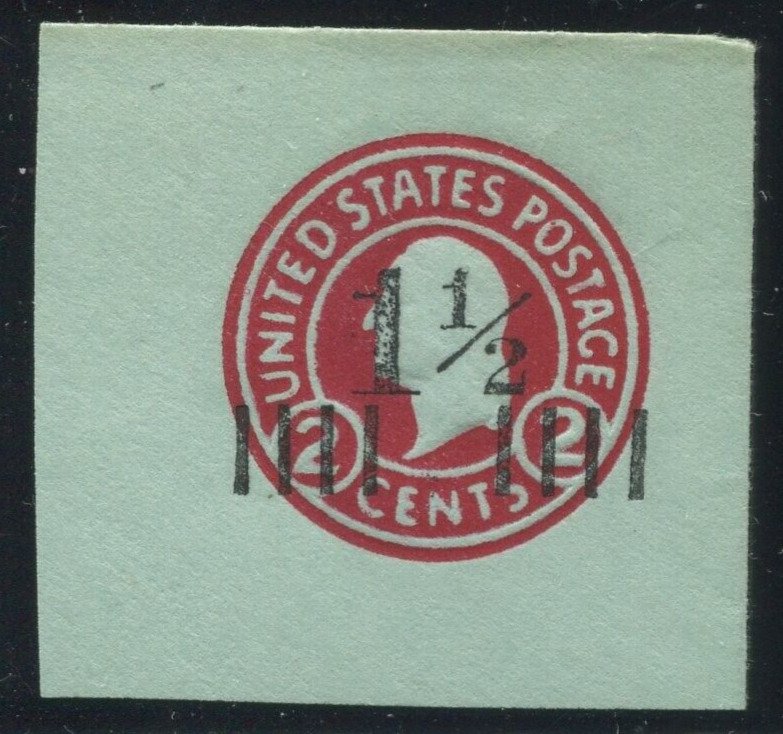 UNITED STATES POSTAGE
1 1/2
2 2
CENTS